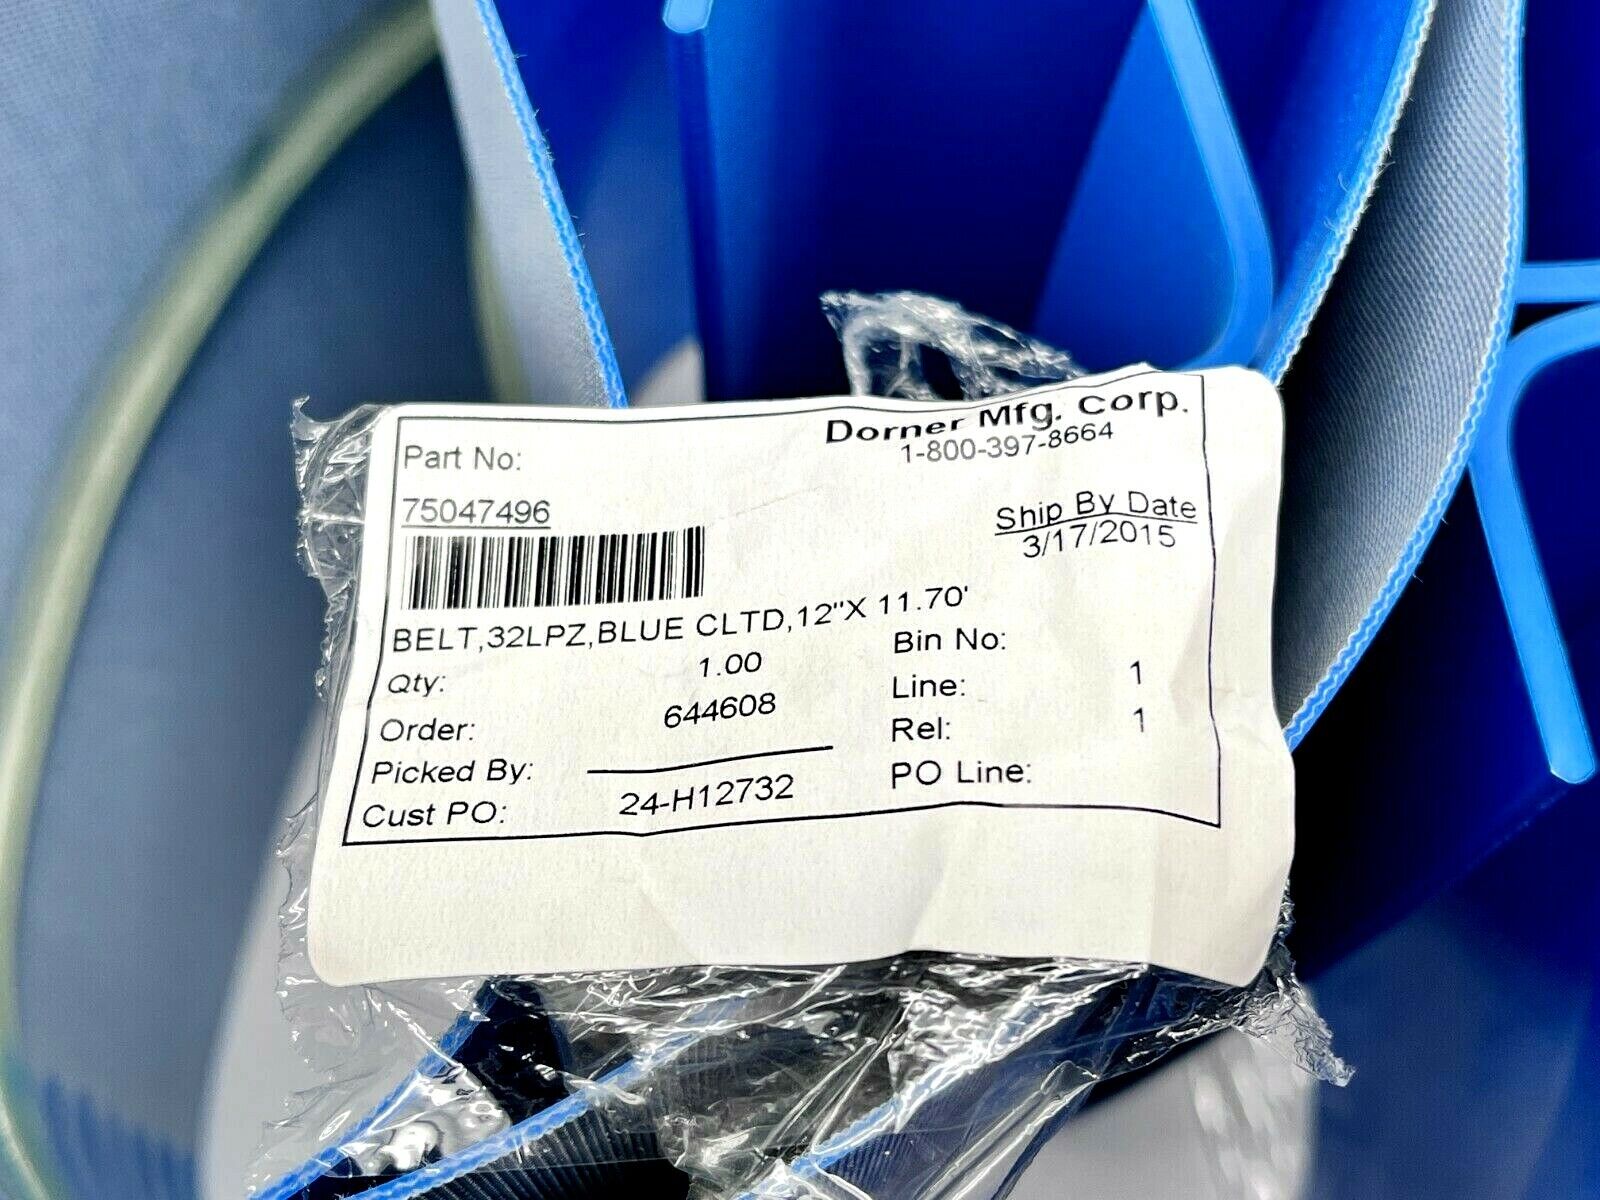 Dorner Mfg. Corp.
1-800-397-8664
Part No:
75047496
Ship By Date
3/17/2015
BELT,32LPZ,BLUE CLTD,12"X 11.70'
Qty: 1.00 Bin No:
Order: 644608 Line: 1
Picked By: Rel: 1
Cust PO: 24-H12732 PO Line: